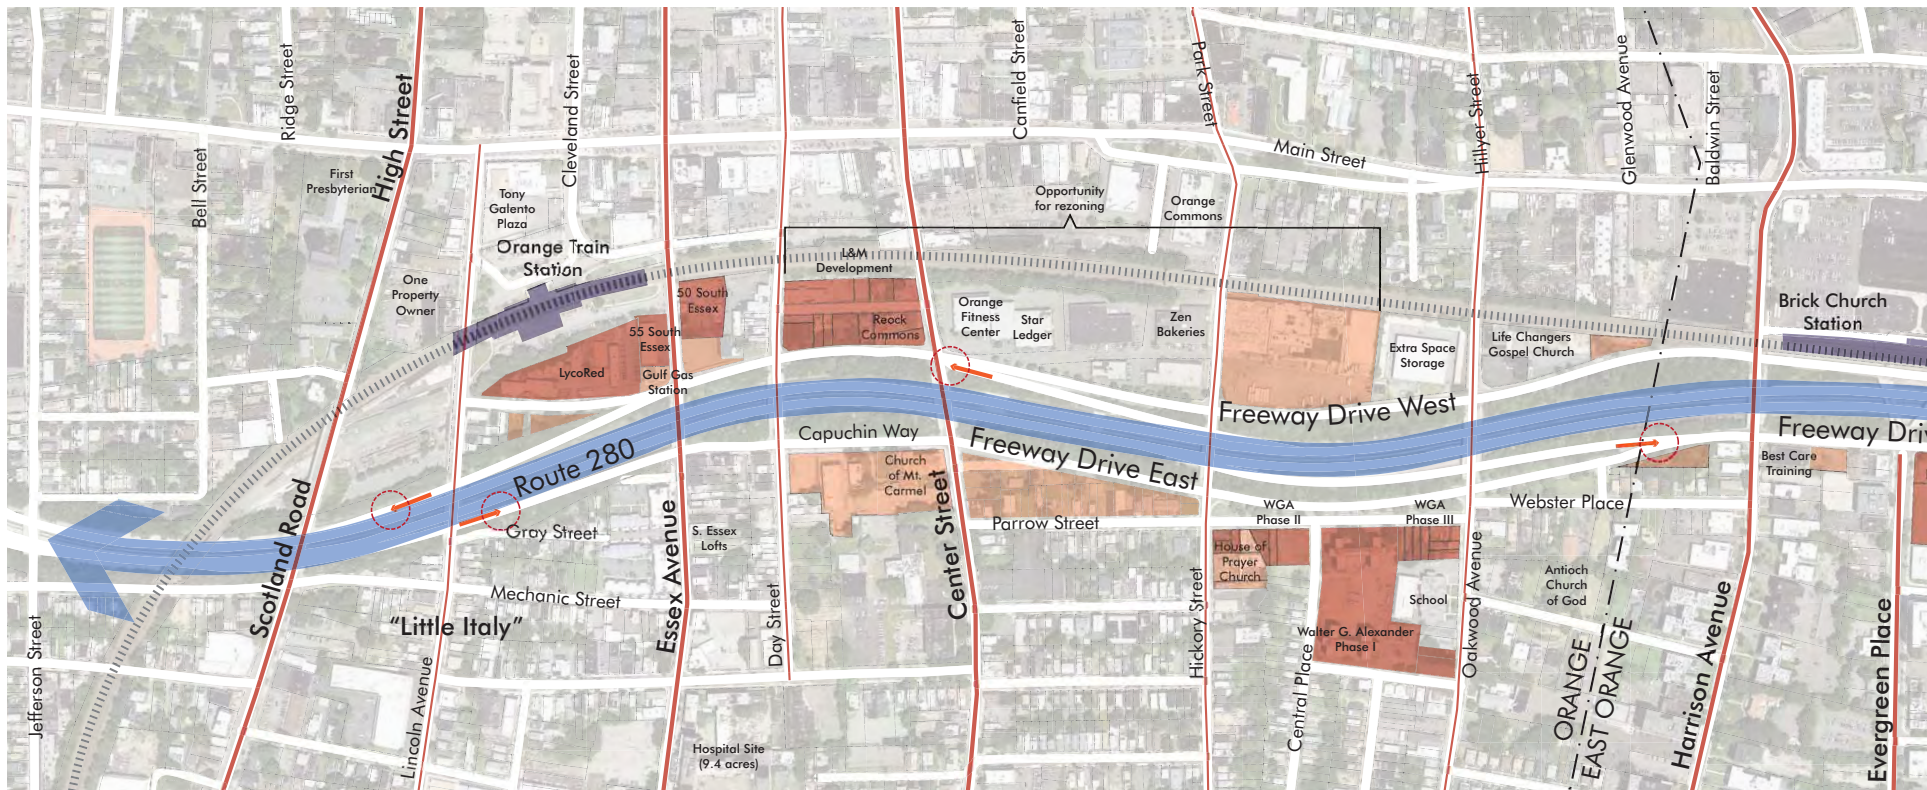 Ridge Street
High Street
Cleveland Street
Canfield Street
Park Street
Hillyer Street
Glenwood Avenue
Baldwin Street
Bell Street
First
Presbyterian
Main Street
Tony
Galento
Plaza
Opportunity
for rezoning
Orange
Commons
Orange Train
Station
One
Property
Owner
L&M
Development
50 South
Essex
Reock
Commons
Orange
Fitness
Center
Star
Ledger
Zen
Bakeries
Brick Church
Station
55 South
Essex
LycoRed
Gulf Gas
Station
Extra Space
Storage
Life Changers
Gospel Church
Freeway Drive West
Route 280
Capuchin Way
Freeway Drive East
Freeway Driv
Church
of Mt.
Carmel
Best Care
Training
Scotland Road
Gray Street
Essex Avenue
S. Essex
Lofts
Center Street
Parrow Street
WGA
Phase II
WGA
Phase III
Webster Place
House of
Prayer
Church
Mechanic Street
"Little Italy"
Day Street
Hickory Street
School
Oakwood Avenue
Antioch
Church
of God
Jefferson Street
Lincoln Avenue
Walter G. Alexander
Phase I
Central Place
ORANGE
EAST ORANGE
Harrison Avenue
Evergreen Place
Hospital Site
(9.4 acres)